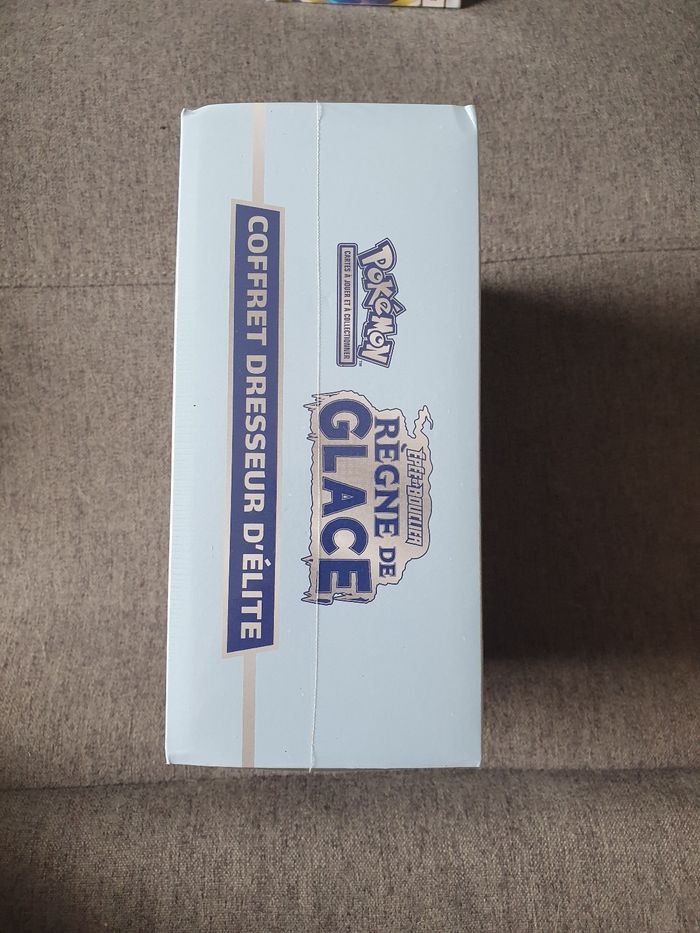 Pokémon
CARTES À JOUER ET À COLLECTIONNER
ÉPÉE ET BOUCLIER
RÈGNE DE
GLACE
COFFRET DRESSEUR D'ÉLITE